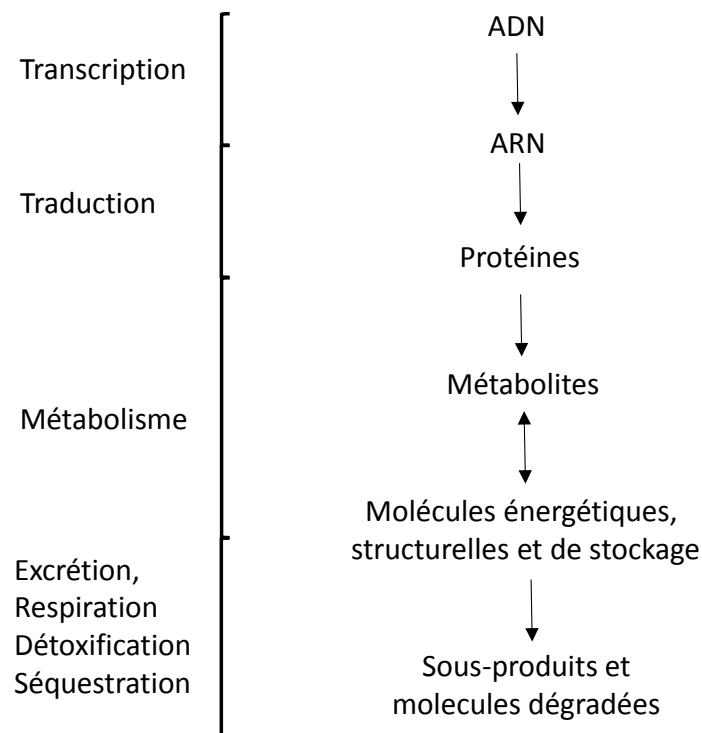 ADN
Transcription
ARN
Traduction
Protéines
Métabolites
Métabolisme
Molécules énergétiques,
structurelles et de stockage
Excrétion,
Respiration
Détoxification
Séquestration
Sous-produits et
molecules dégradées